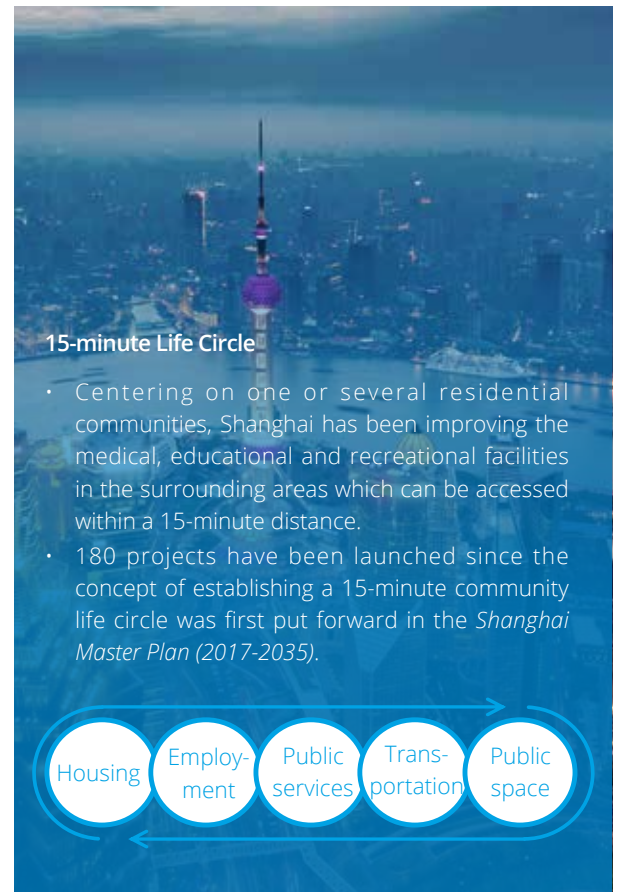 15-minute Life Circle
• Centering on one or several residential
communities, Shanghai has been improving the
medical, educational and recreational facilities
in the surrounding areas which can be accessed
within a 15-minute distance.
• 180 projects have been launched since the
concept of establishing a 15-minute community
life circle was first put forward in the Shanghai
Master Plan (2017-2035).
Housing
Employ-
ment
Public
services
Trans-
portation
Public
space